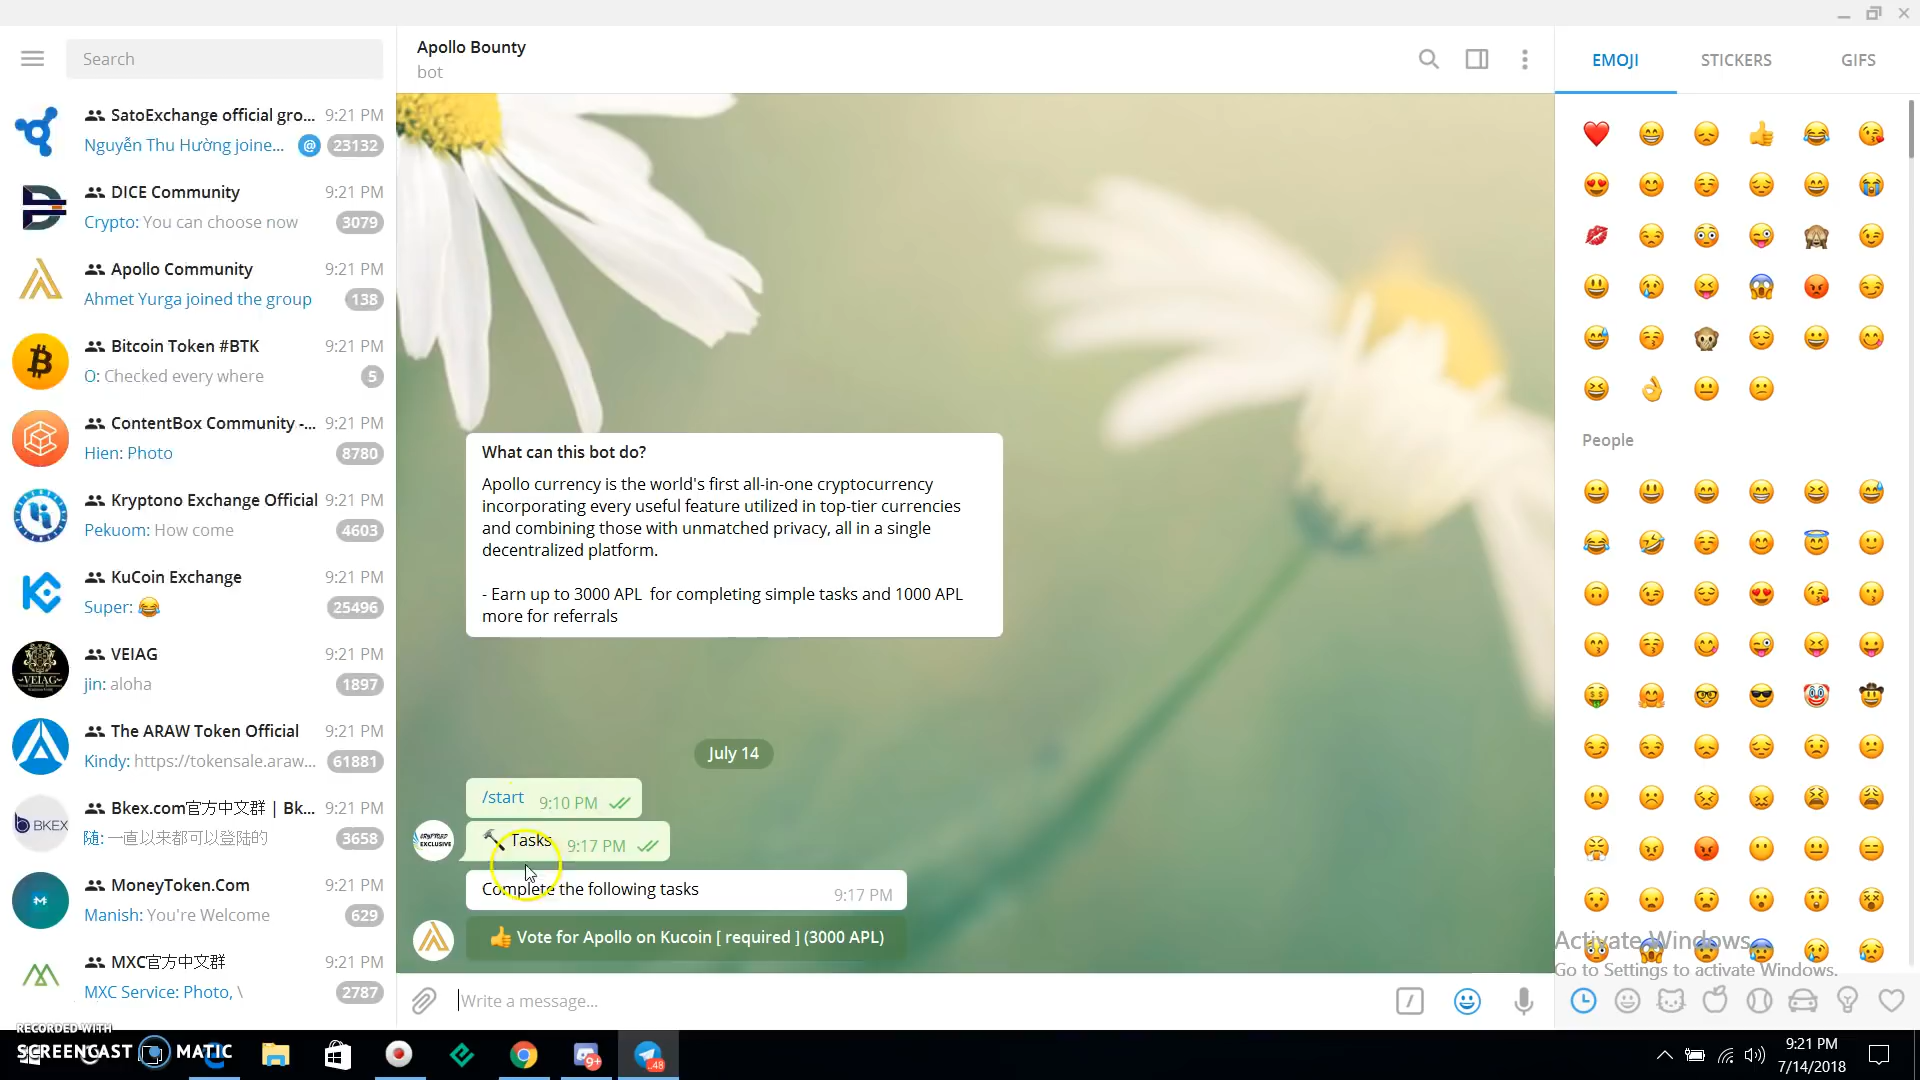 Search
SatoExchange official gro... 9:21 PM
Nguyễn Thu Hường joine... @ 23132
DICE Community 9:21 PM
Crypto: You can choose now 3079
Apollo Community 9:21 PM
Ahmet Yurga joined the group 138
Bitcoin Token #BTK 9:21 PM
O: Checked every where 5
ContentBox Community -... 9:21 PM
Hien: Photo 8780
Kryptono Exchange Official 9:21 PM
Pekuom: How come 4603
KuCoin Exchange 9:21 PM
Super: 😂 25496
VEIAG
VEIAG 9:21 PM
jin: aloha 1897
The ARAW Token Official 9:21 PM
Kindy: https://tokensale.araw... 61881
BKEX
Bkex.com官方中文群 | Bk... 9:21 PM
随: 一直以来都可以登陆的 3658
MoneyToken.Com 9:21 PM
Manish: You're Welcome 629
MXC官方中文群 9:21 PM
MXC Service: Photo, \ 2787
Apollo Bounty
bot
What can this bot do?
Apollo currency is the world's first all-in-one cryptocurrency
incorporating every useful feature utilized in top-tier currencies
and combining those with unmatched privacy, all in a single
decentralized platform.
- Earn up to 3000 APL for completing simple tasks and 1000 APL
more for referrals
July 14
/start 9:10 PM
EXCLUSIVE
🔨 Tasks 9:17 PM
Complete the following tasks 9:17 PM
👍 Vote for Apollo on Kucoin [ required ] (3000 APL)
Write a message...
EMOJI STICKERS GIFS
People
Activate Windows
Go to Settings to activate Windows.
RECORDED WITH
SCREENCAST MATIC
9+
.48
9:21 PM
7/14/2018